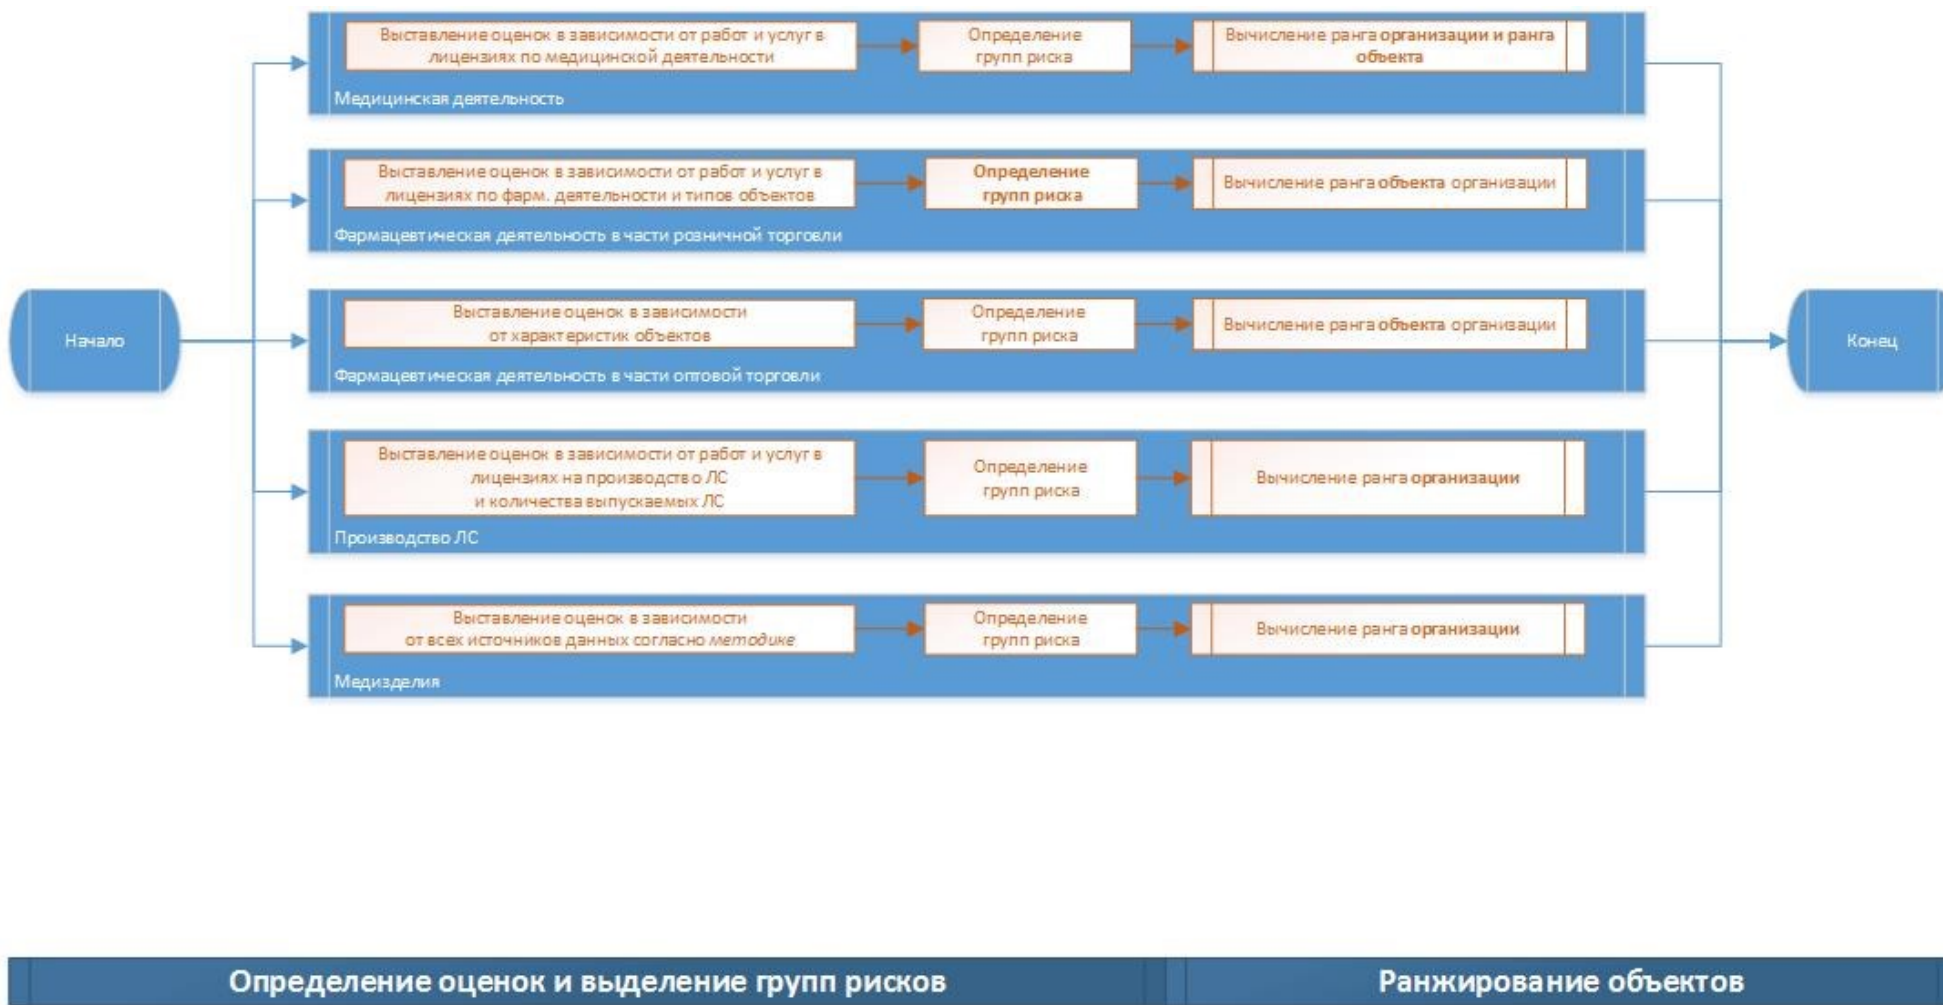 Выставление оценок в зависимости от работ и услуг в
лицензиях по медицинской деятельности
Определение
групп риска
Вычисление ранга организации и ранга
объекта
Медицинская деятельность
Выставление оценок в зависимости от работ и услуг в
лицензиях по фарм. деятельности и типов объектов
Определение
групп риска
Вычисление ранга объекта организации
Фармацевтическая деятельность в части розничной торговли
Начало
Выставление оценок в зависимости
от характеристик объектов
Определение
групп риска
Вычисление ранга объекта организации
Фармацевтическая деятельность в части оптовой торговли
Конец
Выставление оценок в зависимости от работ и услуг в
лицензиях на производство ЛС
и количества выпускаемых ЛС
Определение
групп риска
Вычисление ранга организации
Производство ЛС
Выставление оценок в зависимости
от всех источников данных согласно методике
Определение
групп риска
Вычисление ранга организации
Медизделия
Определение оценок и выделение групп рисков
Ранжирование объектов